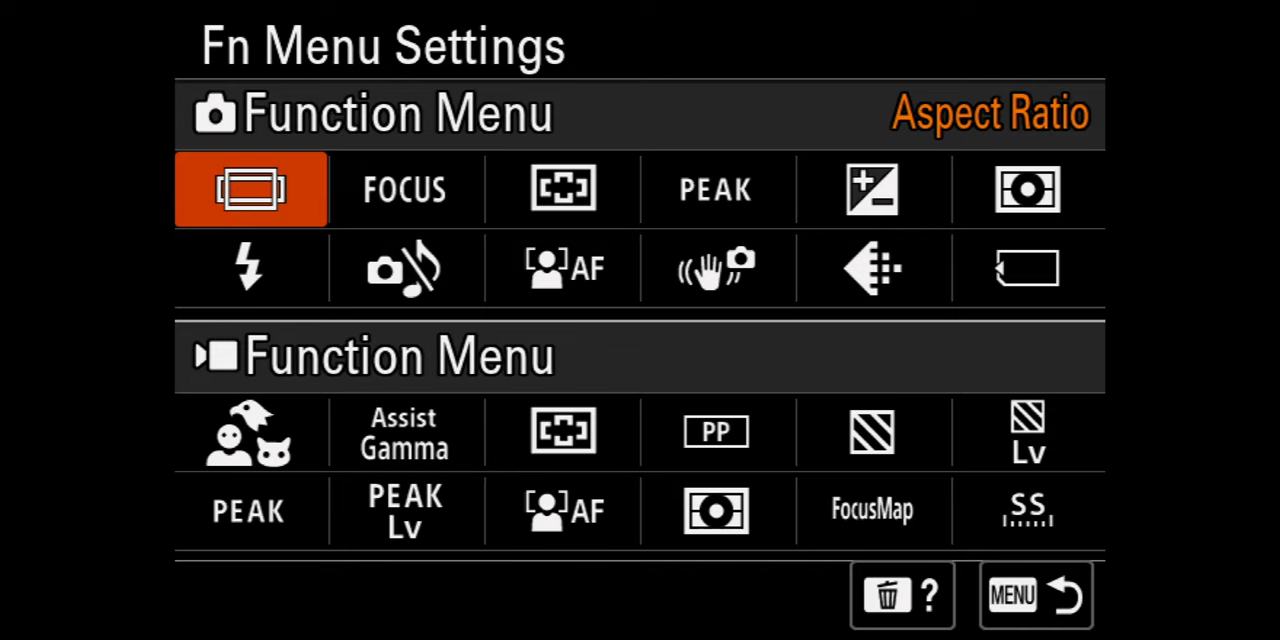 Fn Menu Settings
Function Menu Aspect Ratio
FOCUS PEAK
AF
Function Menu
Assist Gamma PP Lv
PEAK PEAK Lv AF FocusMap SS
? MENU